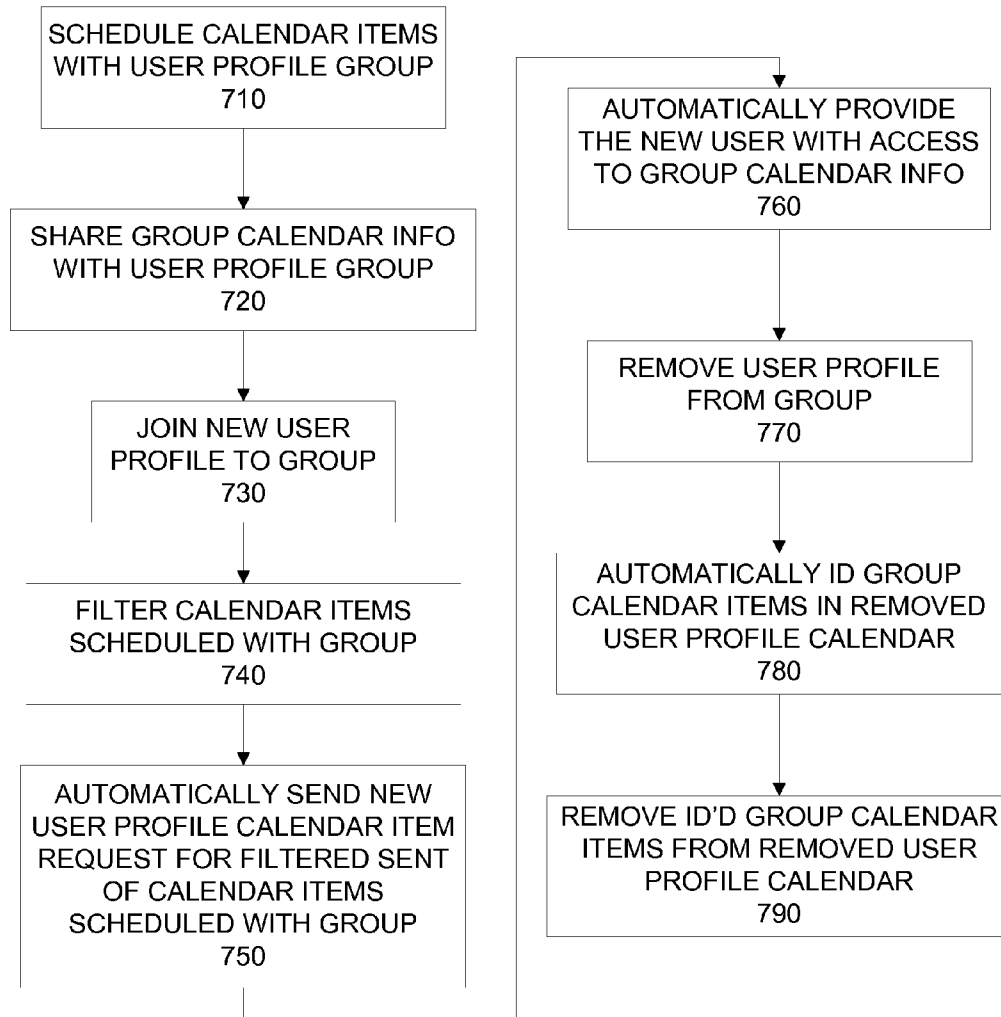 SCHEDULE CALENDAR ITEMS
WITH USER PROFILE GROUP
710
SHARE GROUP CALENDAR INFO
WITH USER PROFILE GROUP
720
JOIN NEW USER
PROFILE TO GROUP
730
FILTER CALENDAR ITEMS
SCHEDULED WITH GROUP
740
AUTOMATICALLY SEND NEW
USER PROFILE CALENDAR ITEM
REQUEST FOR FILTERED SENT
OF CALENDAR ITEMS
SCHEDULED WITH GROUP
750
AUTOMATICALLY PROVIDE
THE NEW USER WITH ACCESS
TO GROUP CALENDAR INFO
760
REMOVE USER PROFILE
FROM GROUP
770
AUTOMATICALLY ID GROUP
CALENDAR ITEMS IN REMOVED
USER PROFILE CALENDAR
780
REMOVE ID'D GROUP CALENDAR
ITEMS FROM REMOVED USER
PROFILE CALENDAR
790